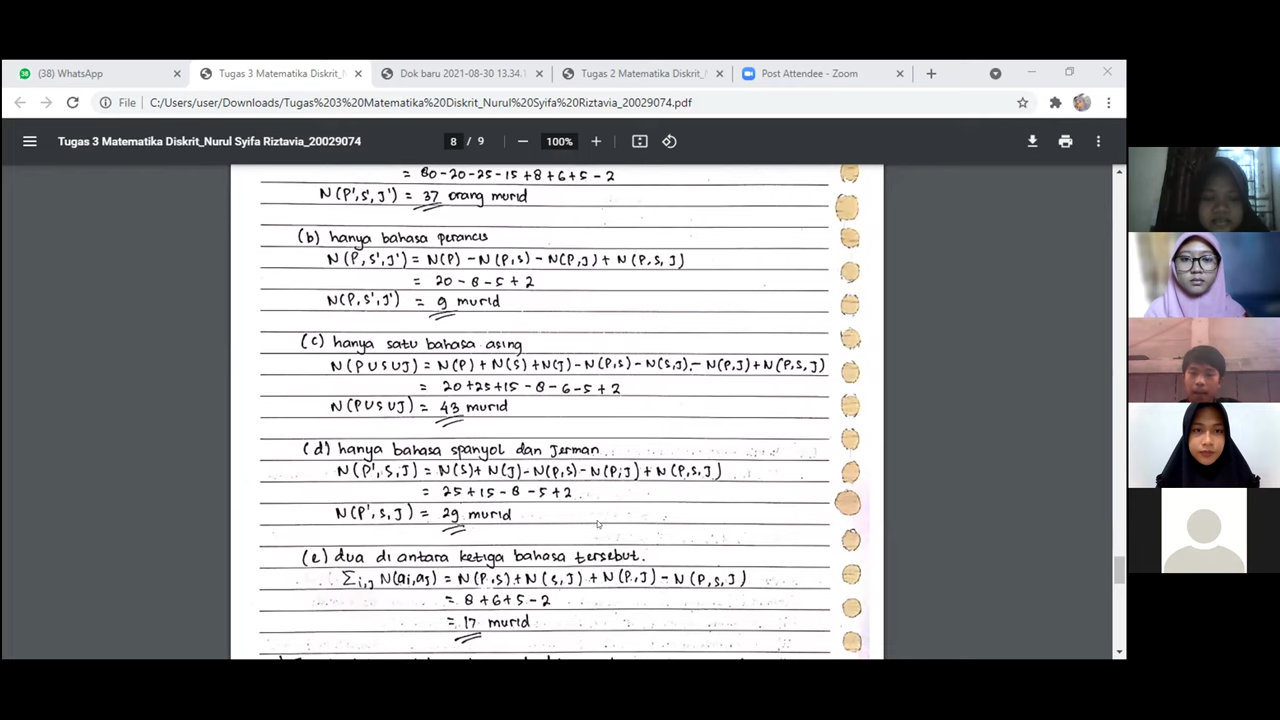 (38) WhatsApp
Tugas 3 Matematika Diskrit_N
Dok baru 2021-08-30 13.34.1
Tugas 2 Matematika Diskrit_N
Post Attendee - Zoom
File
C:/Users/user/Downloads/Tugas%203%20Matematika%20Diskrit_Nurul%20Syifa%20Riztavia_20029074.pdf
Tugas 3 Matematika Diskrit_Nurul Syifa Riztavia_20029074
8 / 9
100%
= 80-20-25-15+8+6+5-2
N(P',S',J') = 37 orang murid
(b) hanya bahasa perancis
N(P,S',J') = N(P) - N(P,S) - N(P,J) + N(P,S,J)
= 20-8-5+2
N(P,S',J') = 9 murid
(c) hanya satu bahasa asing
N(PUSUJ) = N(P)+N(S)+N(J)-N(P,S)-N(S,J)-N(P,J)+N(P,S,J)
= 20+25+15-8-6-5+2
N(PUSUJ) = 43 murid
(d) hanya bahasa spanyol dan Jerman
N(P',S,J) = N(S)+N(J)-N(P,S)-N(P,J)+N(P,S,J)
= 25+15-8-5+2
N(P',S,J) = 29 murid
(e) dua di antara ketiga bahasa tersebut.
∑i,j N(ai,aj) = N(P,S)+N(S,J)+N(P,J)-N(P,S,J)
= 8+6+5-2
= 17 murid